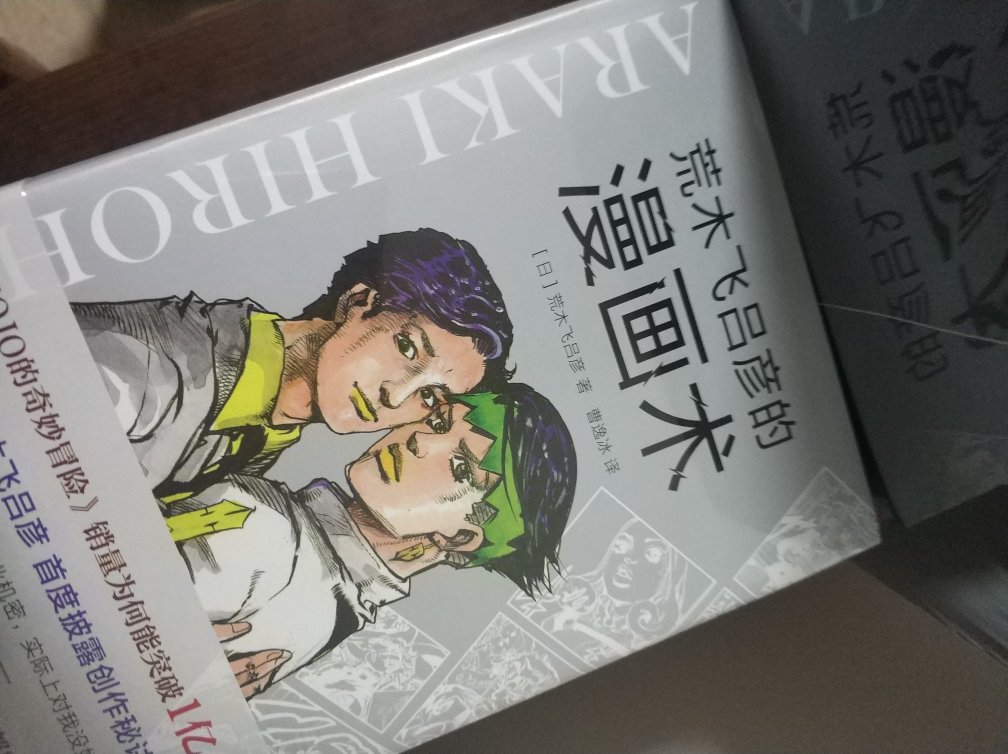 ARAKI HIROH
荒木飞吕彦的
漫画术
[日] 荒木飞吕彦 著 曹逸冰 译
OJO的奇妙冒险》销量为何能突破1亿
飞吕彦 首度披露创作秘
机密，实际上对我没